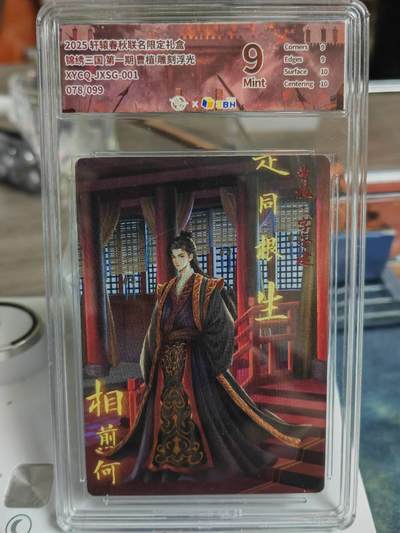 2025 轩辕春秋联名限定礼盒
锦绣三国 第一期 曹植 雕刻浮光
XYCQ-JXSG-001
078/099
9
Mint
Corners 9
Edges 9
Surface 10
Centering 10
X
BH
是同根生
相煎何